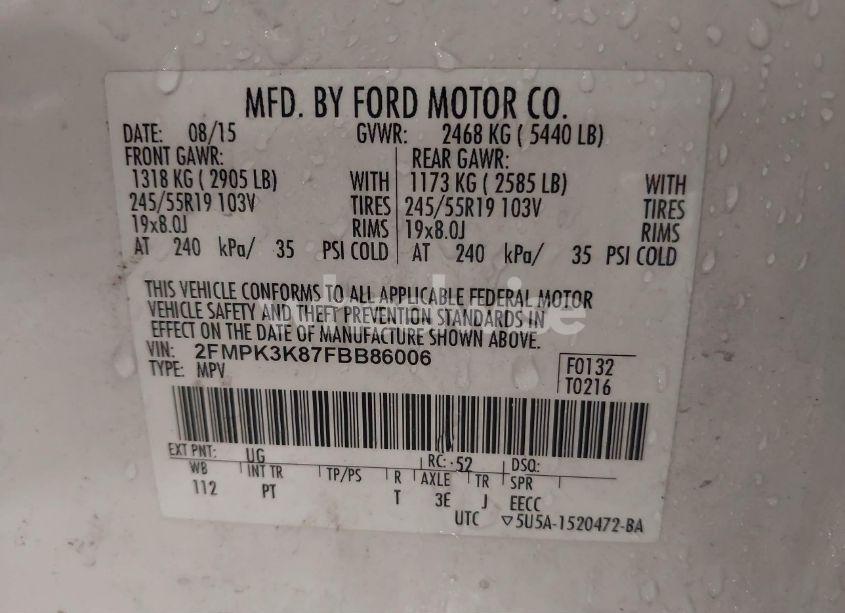 MFD. BY FORD MOTOR CO.
DATE: 08/15 GVWR: 2468 KG ( 5440 LB)
FRONT GAWR: REAR GAWR:
1318 KG ( 2905 LB) WITH 1173 KG ( 2585 LB) WITH
245/55R19 103V TIRES 245/55R19 103V TIRES
19x8.0J RIMS 19x8.0J RIMS
AT 240 kPa/ 35 PSI COLD AT 240 kPa/ 35 PSI COLD
THIS VEHICLE CONFORMS TO ALL APPLICABLE FEDERAL MOTOR
VEHICLE SAFETY AND THEFT PREVENTION STANDARDS IN
EFFECT ON THE DATE OF MANUFACTURE SHOWN ABOVE.
VIN: 2FMPK3K87FBB86006
TYPE: MPV
F0132
T0216
EXT PNT: UG RC: 52 DSO:
WB INT TR TP/PS R AXLE TR SPR
112 PT T 3E J EECC
UTC ▽5U5A-1520472-BA